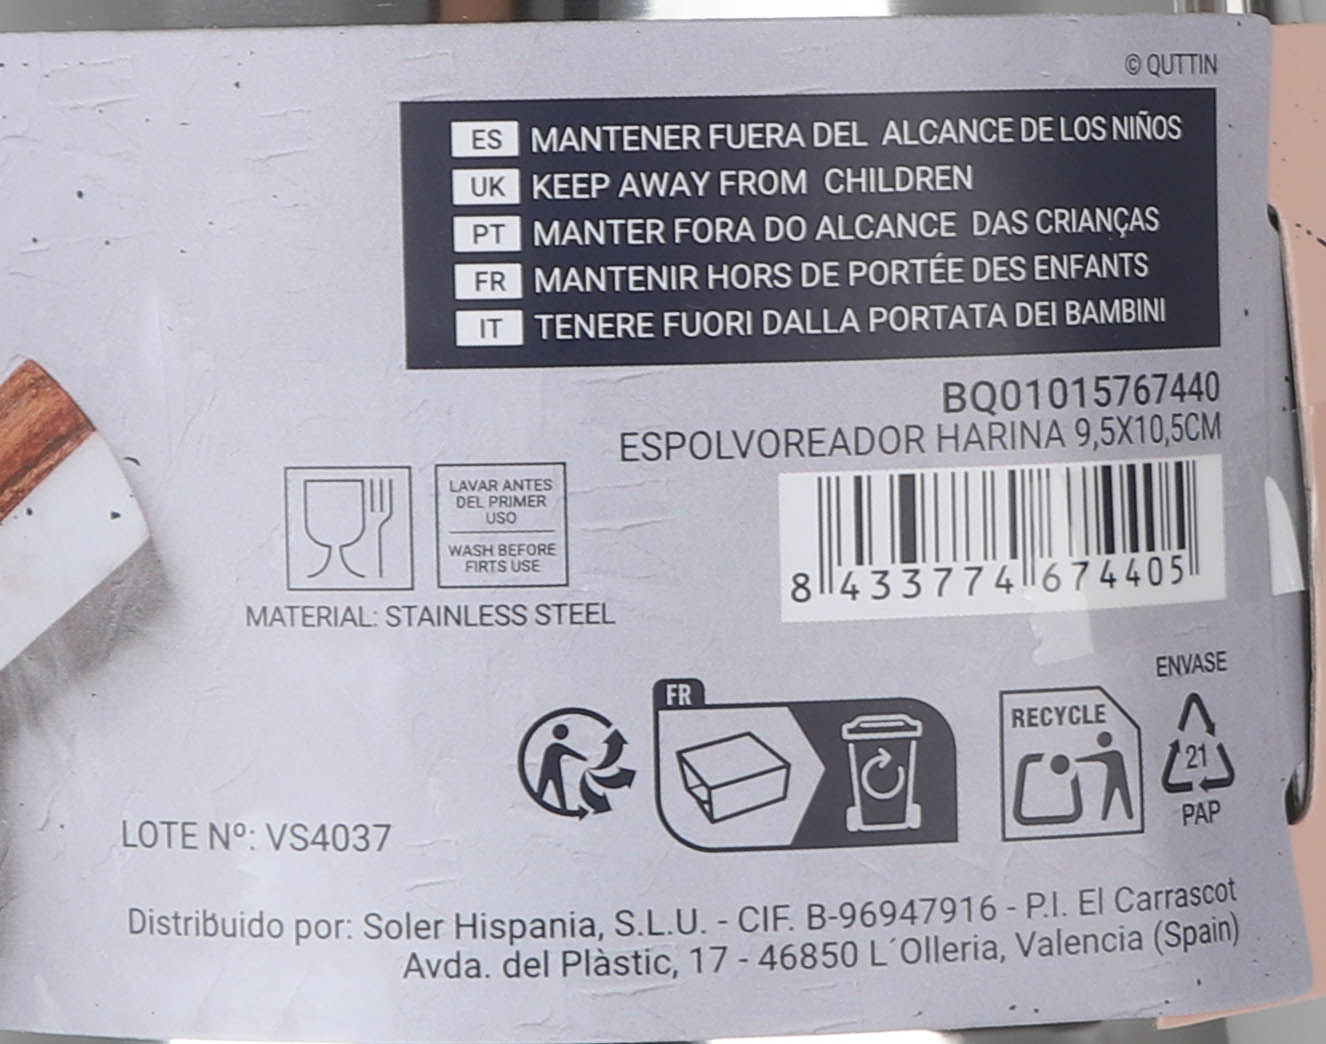 © QUTTIN
ES MANTENER FUERA DEL ALCANCE DE LOS NIÑOS
UK KEEP AWAY FROM CHILDREN
PT MANTER FORA DO ALCANCE DAS CRIANÇAS
FR MANTENIR HORS DE PORTÉE DES ENFANTS
IT TENERE FUORI DALLA PORTATA DEI BAMBINI
BQ01015767440
ESPOLVOREADOR HARINA 9,5X10,5CM
LAVAR ANTES
DEL PRIMER
USO
WASH BEFORE
FIRTS USE
MATERIAL: STAINLESS STEEL
8 433774 674405
ENVASE
FR
RECYCLE
21
PAP
LOTE Nº: VS4037
Distribuido por: Soler Hispania, S.L.U. - CIF. B-96947916 - P.I. El Carrascot
Avda. del Plàstic, 17 - 46850 L´Olleria, Valencia (Spain)